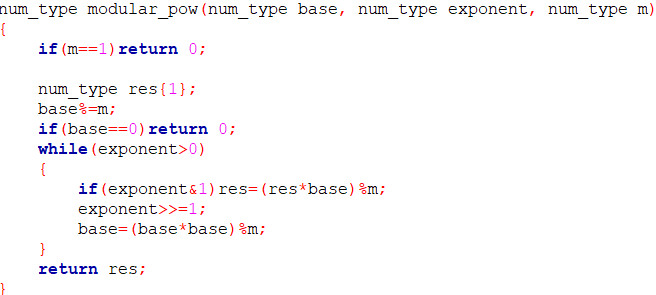 num_type modular_pow(num_type base, num_type exponent, num_type m)
{
    if(m==1)return 0;

    num_type res{1};
    base%=m;
    if(base==0)return 0;
    while(exponent>0)
    {
        if(exponent&1)res=(res*base)%m;
        exponent>>=1;
        base=(base*base)%m;
    }
    return res;
}